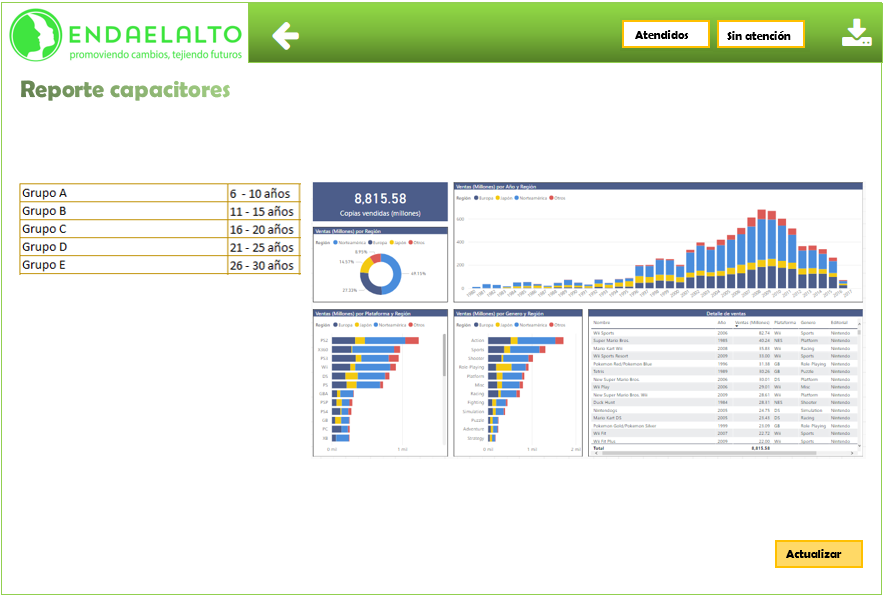 ENDAELALTO
promoviendo cambios, tejiendo futuros
Atendidos
Sin atención
Reporte capacitores
Grupo A 6 - 10 años
Grupo B 11 - 15 años
Grupo C 16 - 20 años
Grupo D 21 - 25 años
Grupo E 26 - 30 años
8,815.58
Copias vendidas (millones)
Ventas (Millones) por Región
Región Norteamérica Europa Japón Otros
Ventas (Millones) por Año y Región
Región Europa Japón Norteamérica Otros
600
400
200
0
Ventas (Millones) por Plataforma y Región
Región Europa Japón Norteamérica Otros
PS2
X360
PS3
Wii
DS
PS
GBA
PSP
PS4
GB
PC
XB
0 mil 1 mil
Ventas (Millones) por Genero y Región
Región Europa Japón Norteamérica Otros
Action
Sports
Shooter
Role-Playing
Platform
Misc
Racing
Fighting
Simulation
Puzzle
Adventure
Strategy
0 mil 1 mil 2 mil
Detalle de ventas
Nombre Año Ventas (Millones) Plataforma Genero Editorial
Wii Sports 2006 82.74 Wii Sports Nintendo
Super Mario Bros. 1985 40.24 NES Platform Nintendo
Mario Kart Wii 2008 35.83 Wii Racing Nintendo
Wii Sports Resort 2009 33.00 Wii Sports Nintendo
Pokemon Red/Pokemon Blue 1996 31.38 GB Role-Playing Nintendo
Tetris 1989 30.26 GB Puzzle Nintendo
New Super Mario Bros. 2006 30.01 DS Platform Nintendo
Wii Play 2006 29.01 Wii Misc Nintendo
New Super Mario Bros. Wii 2009 28.61 Wii Platform Nintendo
Duck Hunt 1984 28.31 NES Shooter Nintendo
Nintendogs 2005 24.75 DS Simulation Nintendo
Mario Kart DS 2005 23.44 DS Racing Nintendo
Pokemon Gold/Pokemon Silver 1999 23.09 GB Role-Playing Nintendo
Wii Fit 2007 22.72 Wii Sports Nintendo
Wii Fit Plus 2009 22.00 Wii Sports Nintendo
Total 8,815.58
Actualizar